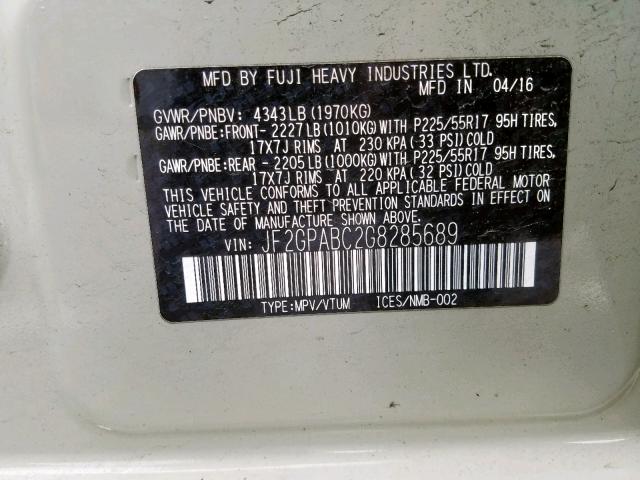 MFD BY FUJI HEAVY INDUSTRIES LTD.
MFD IN 04/16
GVWR/PNBV: 4343LB(1970KG)
GAWR/PNBE:FRONT- 2227LB(1010KG)WITH P225/55R17 95H TIRES,
17X7J RIMS AT 230 KPA(33 PSI)COLD
GAWR/PNBE:REAR - 2205LB(1000KG)WITH P225/55R17 95H TIRES,
17X7J RIMS AT 220 KPA(32 PSI)COLD
THIS VEHICLE CONFORMS TO ALL APPLICABLE FEDERAL MOTOR
VEHICLE SAFETY AND THEFT PREVENTION STANDARDS IN EFFECT ON
THE DATE OF MANUFACTURE SHOWN ABOVE.
VIN: JF2GPABC2G8285689
TYPE:MPV/VTUM ICES/NMB-002